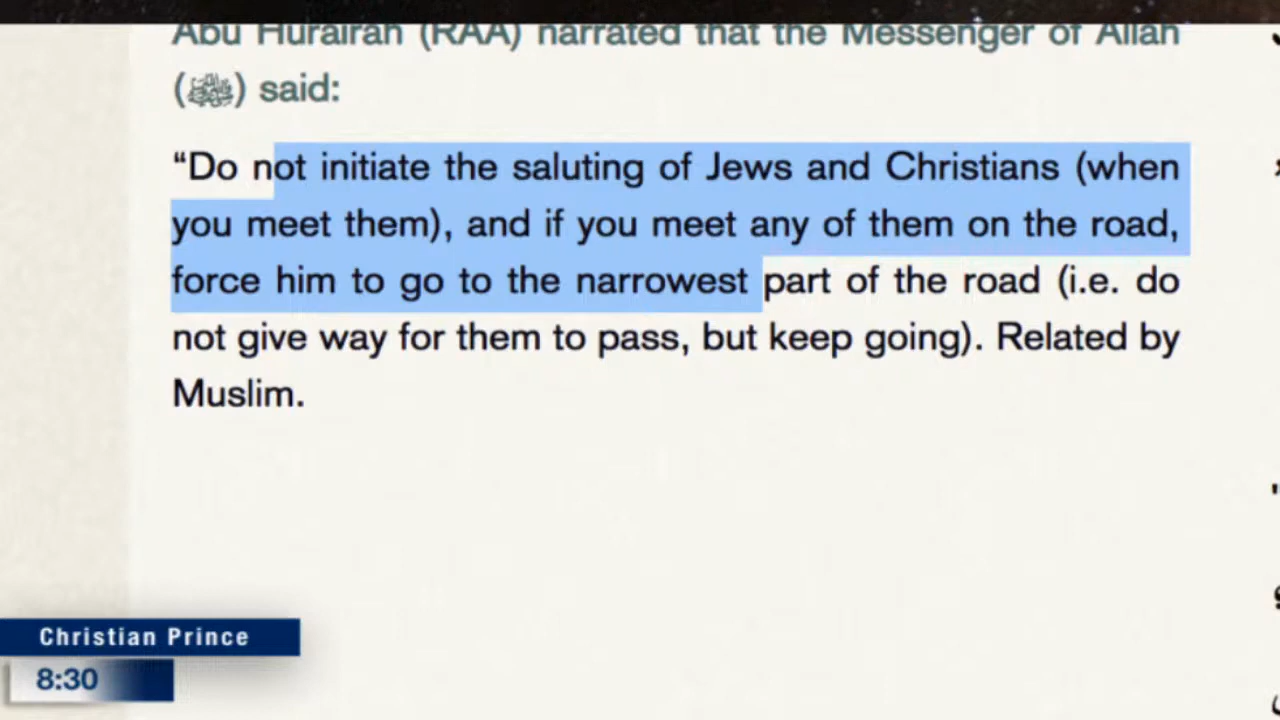 Abu Hurairah (RAA) narrated that the Messenger of Allah
(ﷺ) said:
“Do not initiate the saluting of Jews and Christians (when
you meet them), and if you meet any of them on the road,
force him to go to the narrowest part of the road (i.e. do
not give way for them to pass, but keep going). Related by
Muslim.
Christian Prince
8:30